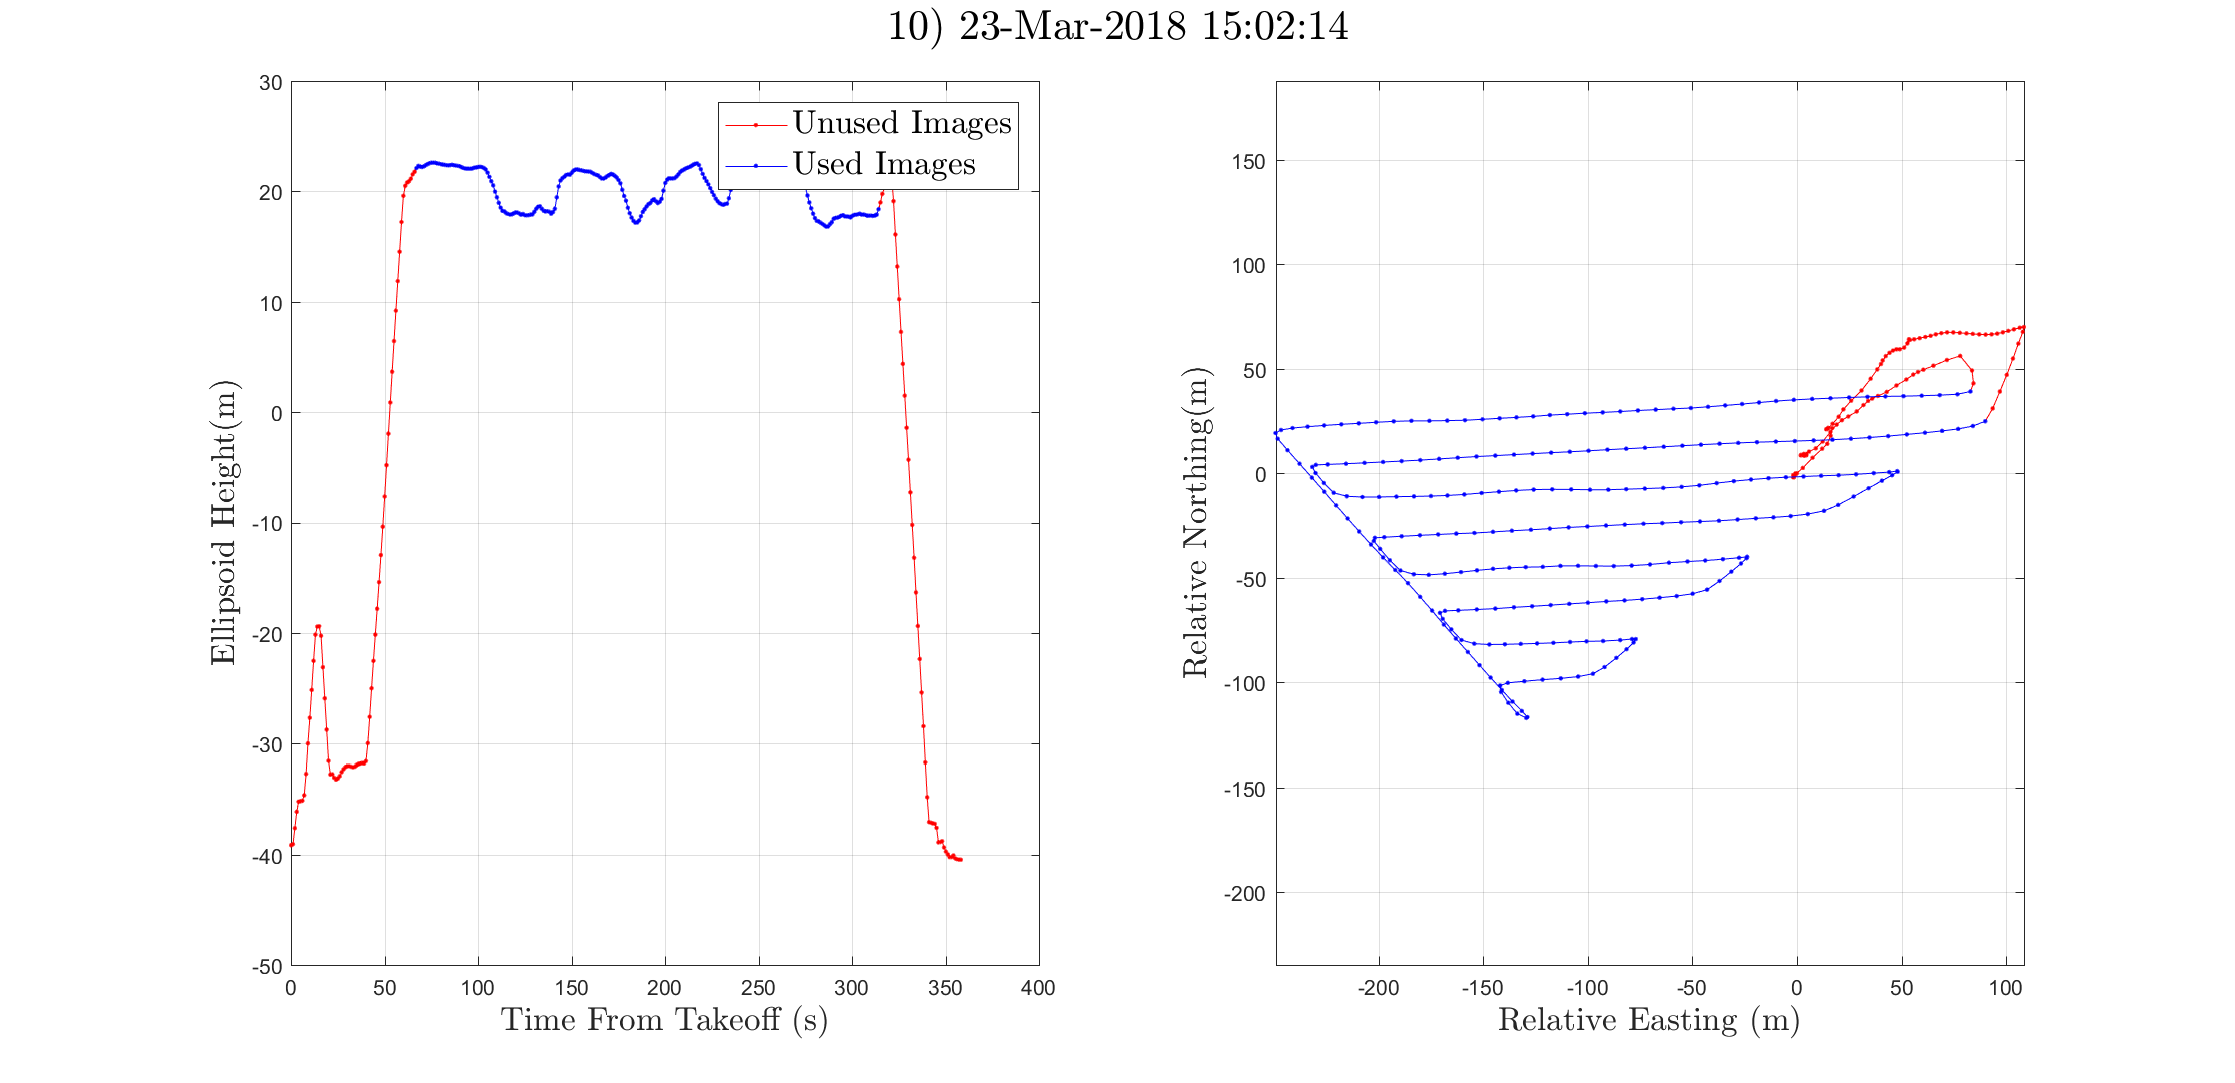 10) 23-Mar-2018 15:02:14
30
20
10
0
-10
-20
-30
-40
-50
0 50 100 150 200 250 300 350 400
Ellipsoid Height(m)
Time From Takeoff (s)
Unused Images
Used Images
150
100
50
0
-50
-100
-150
-200
-200 -150 -100 -50 0 50 100
Relative Northing(m)
Relative Easting (m)